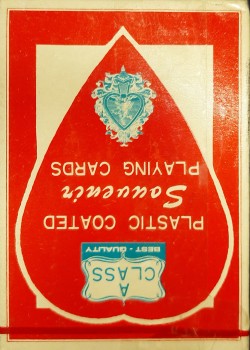 A
CLASS
BEST - QUALITY
PLASTIC COATED
Souvenir
PLAYING CARDS